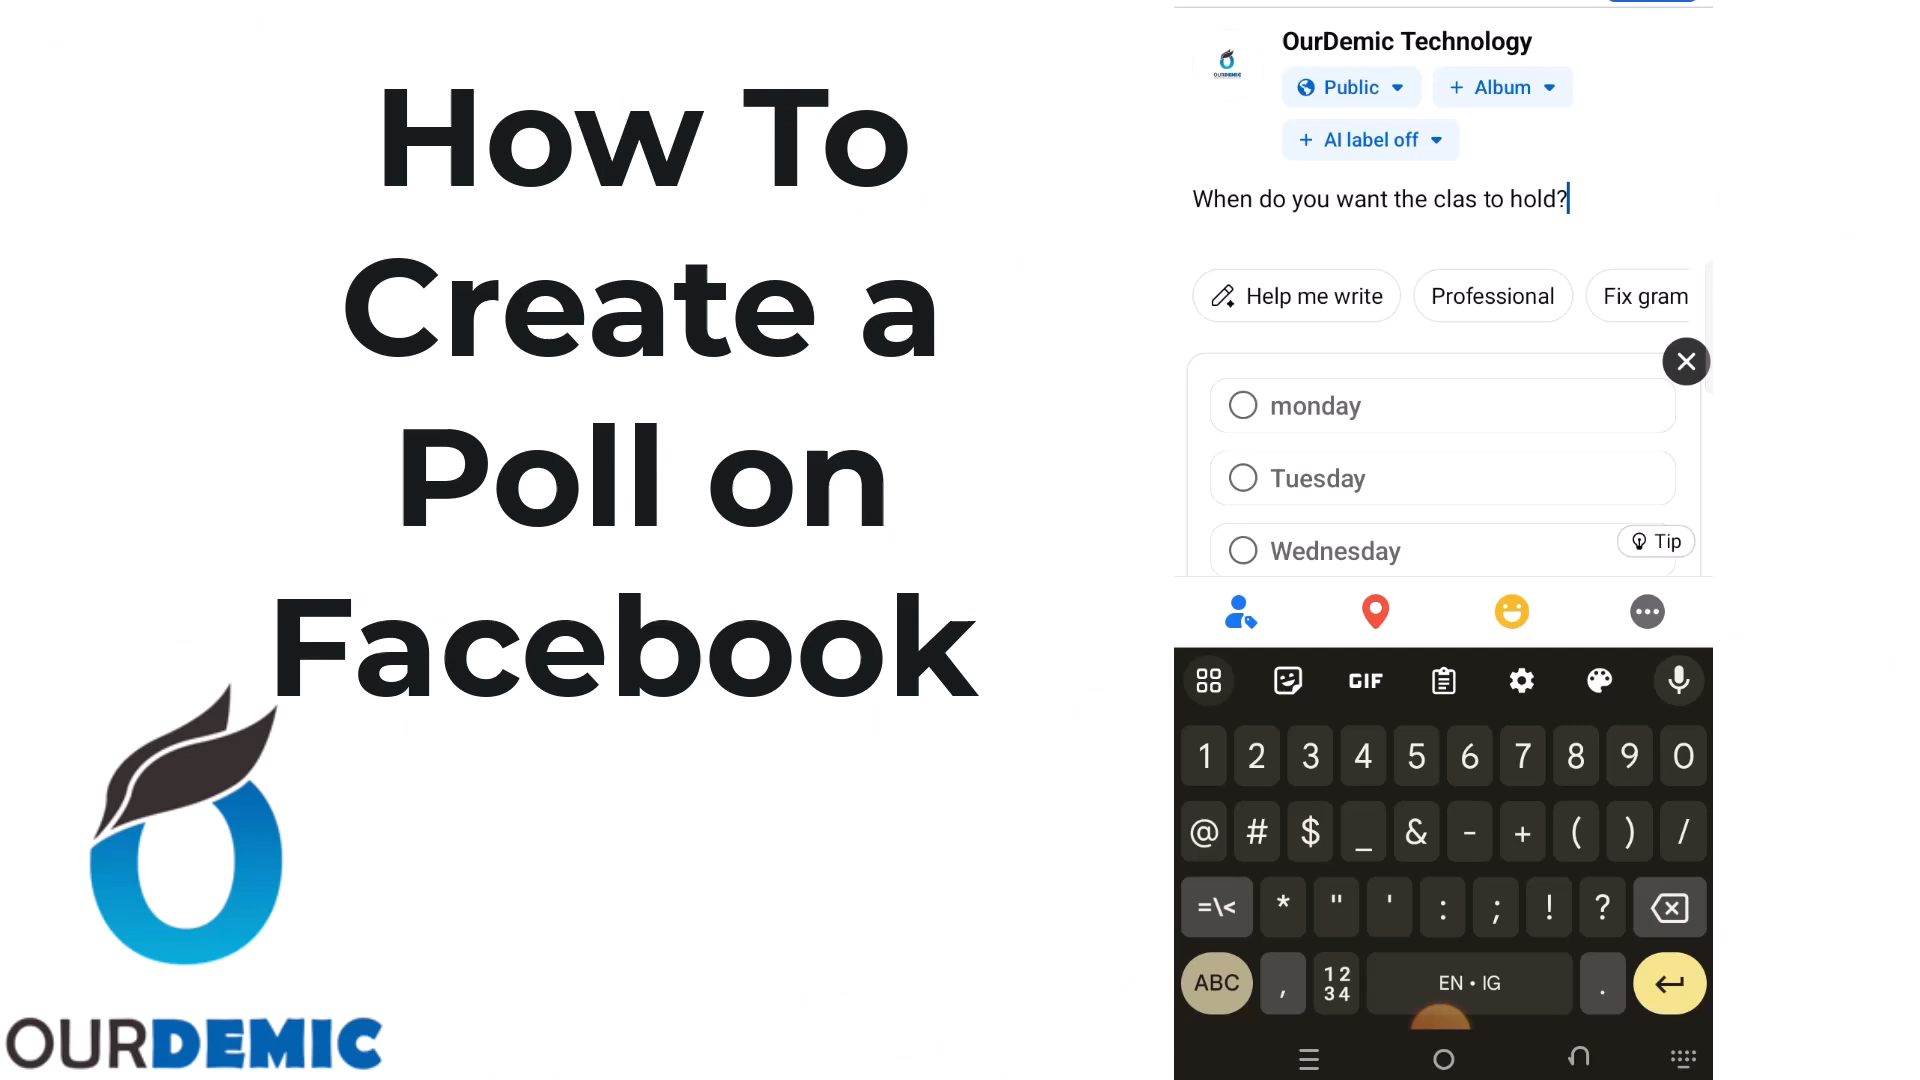 How To
Create a
Poll on
Facebook
OURDEMIC
OurDemic Technology
OURDEMIC
Public
+ Album
+ AI label off
When do you want the clas to hold?
Help me write
Professional
Fix gram
monday
Tuesday
Wednesday
Tip
GIF
1 2 3 4 5 6 7 8 9 0
@ # $ _ & - + ( ) /
=\< * " ' : ; ! ?
ABC , 12 34 EN • IG .